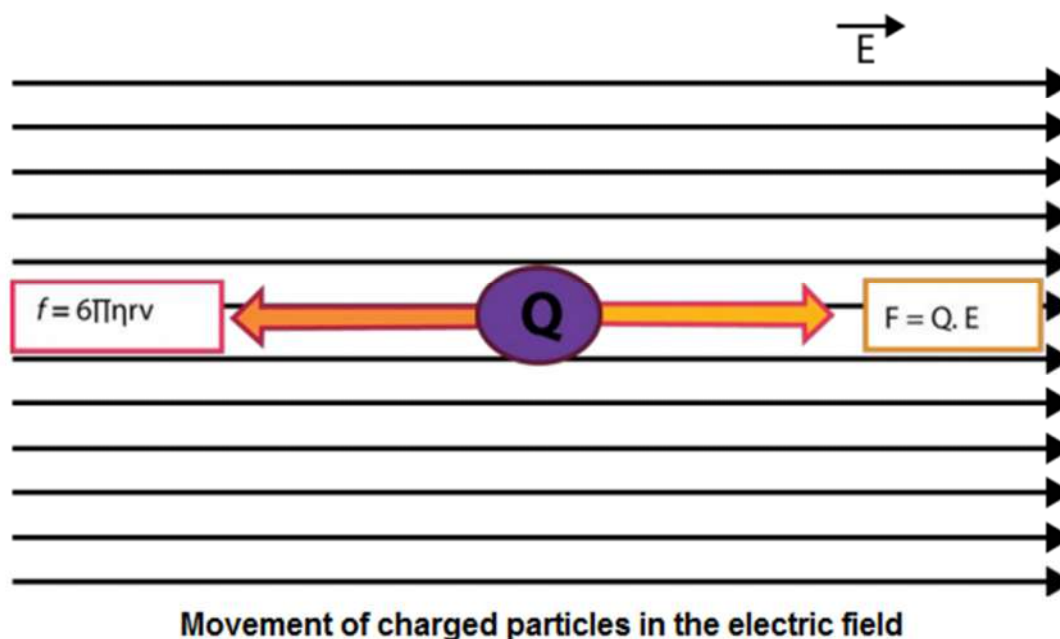 E
f = 6∏ηrv
Q
F = Q. E
Movement of charged particles in the electric field